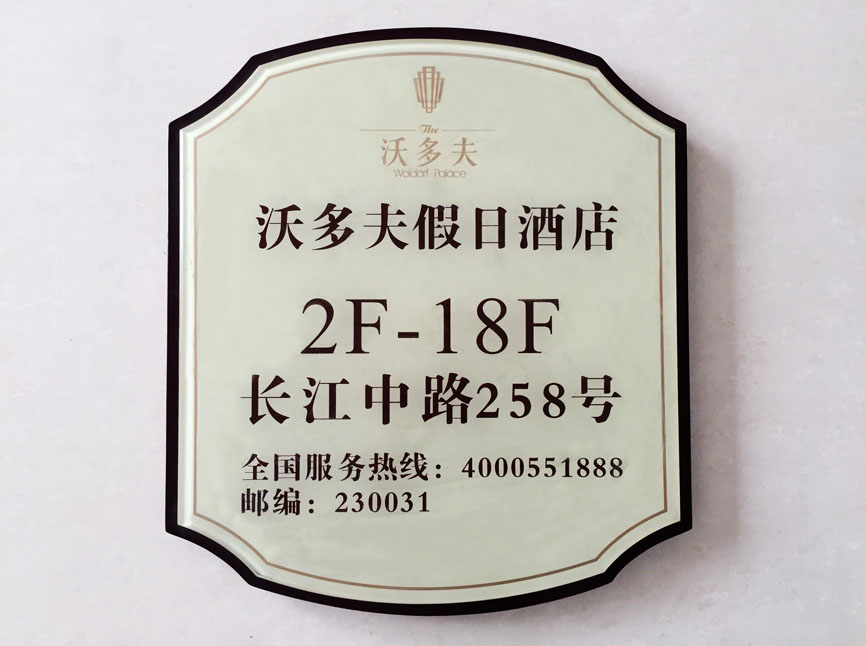 The
沃多夫
Waldorf Palace
沃多夫假日酒店
2F-18F
长江中路258号
全国服务热线：4000551888
邮编：230031